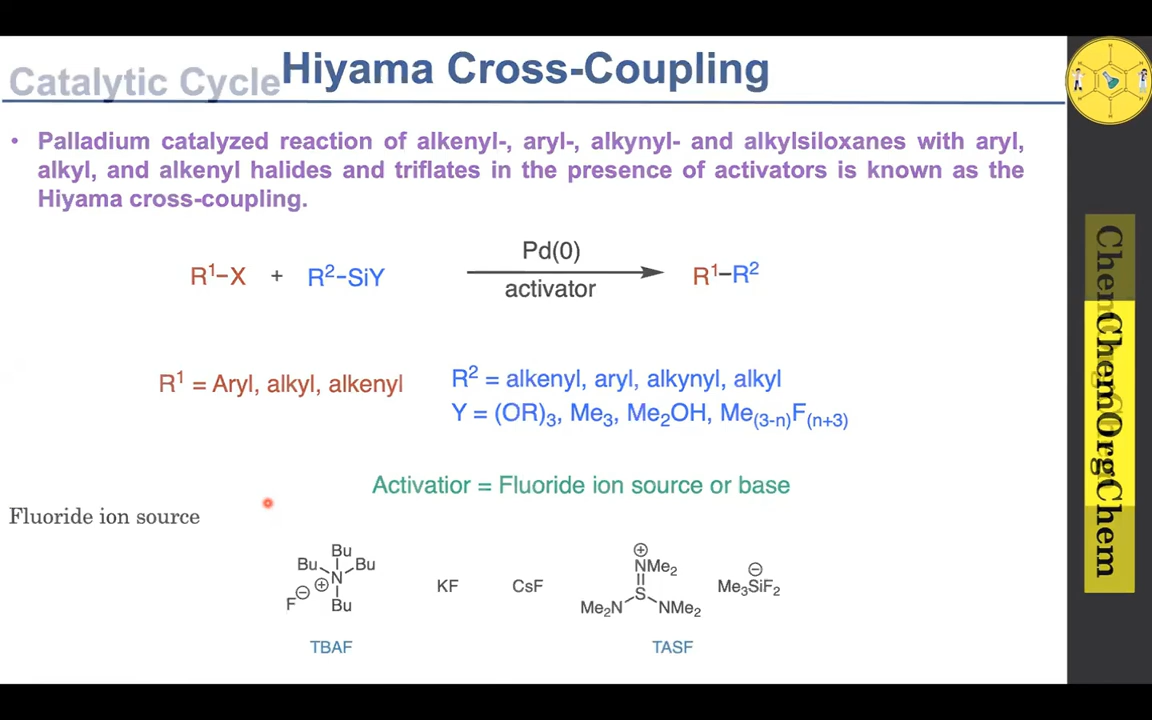 Catalytic Cycle
Hiyama Cross-Coupling
• Palladium catalyzed reaction of alkenyl-, aryl-, alkynyl- and alkylsiloxanes with aryl,
alkyl, and alkenyl halides and triflates in the presence of activators is known as the
Hiyama cross-coupling.
R¹–X + R²–SiY
Pd(0)
activator
R¹–R²
R¹ = Aryl, alkyl, alkenyl
R² = alkenyl, aryl, alkynyl, alkyl
Y = (OR)₃, Me₃, Me₂OH, Me₍₃₋ₙ₎F₍ₙ₊₃₎
Activatior = Fluoride ion source or base
Fluoride ion source
Bu
Bu Bu
N ⊕
F ⊖
Bu
TBAF
KF
CsF
⊕
NMe₂
S
Me₂N NMe₂
TASF
⊖
Me₃SiF₂
H
H H
H H
H
Chem
ChemOrgChem